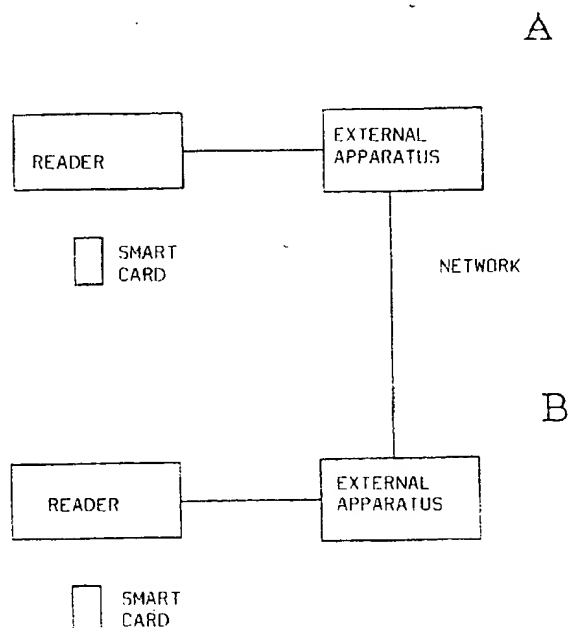 A
READER
EXTERNAL
APPARATUS
SMART
CARD
NETWORK
B
READER
EXTERNAL
APPARATUS
SMART
CARD